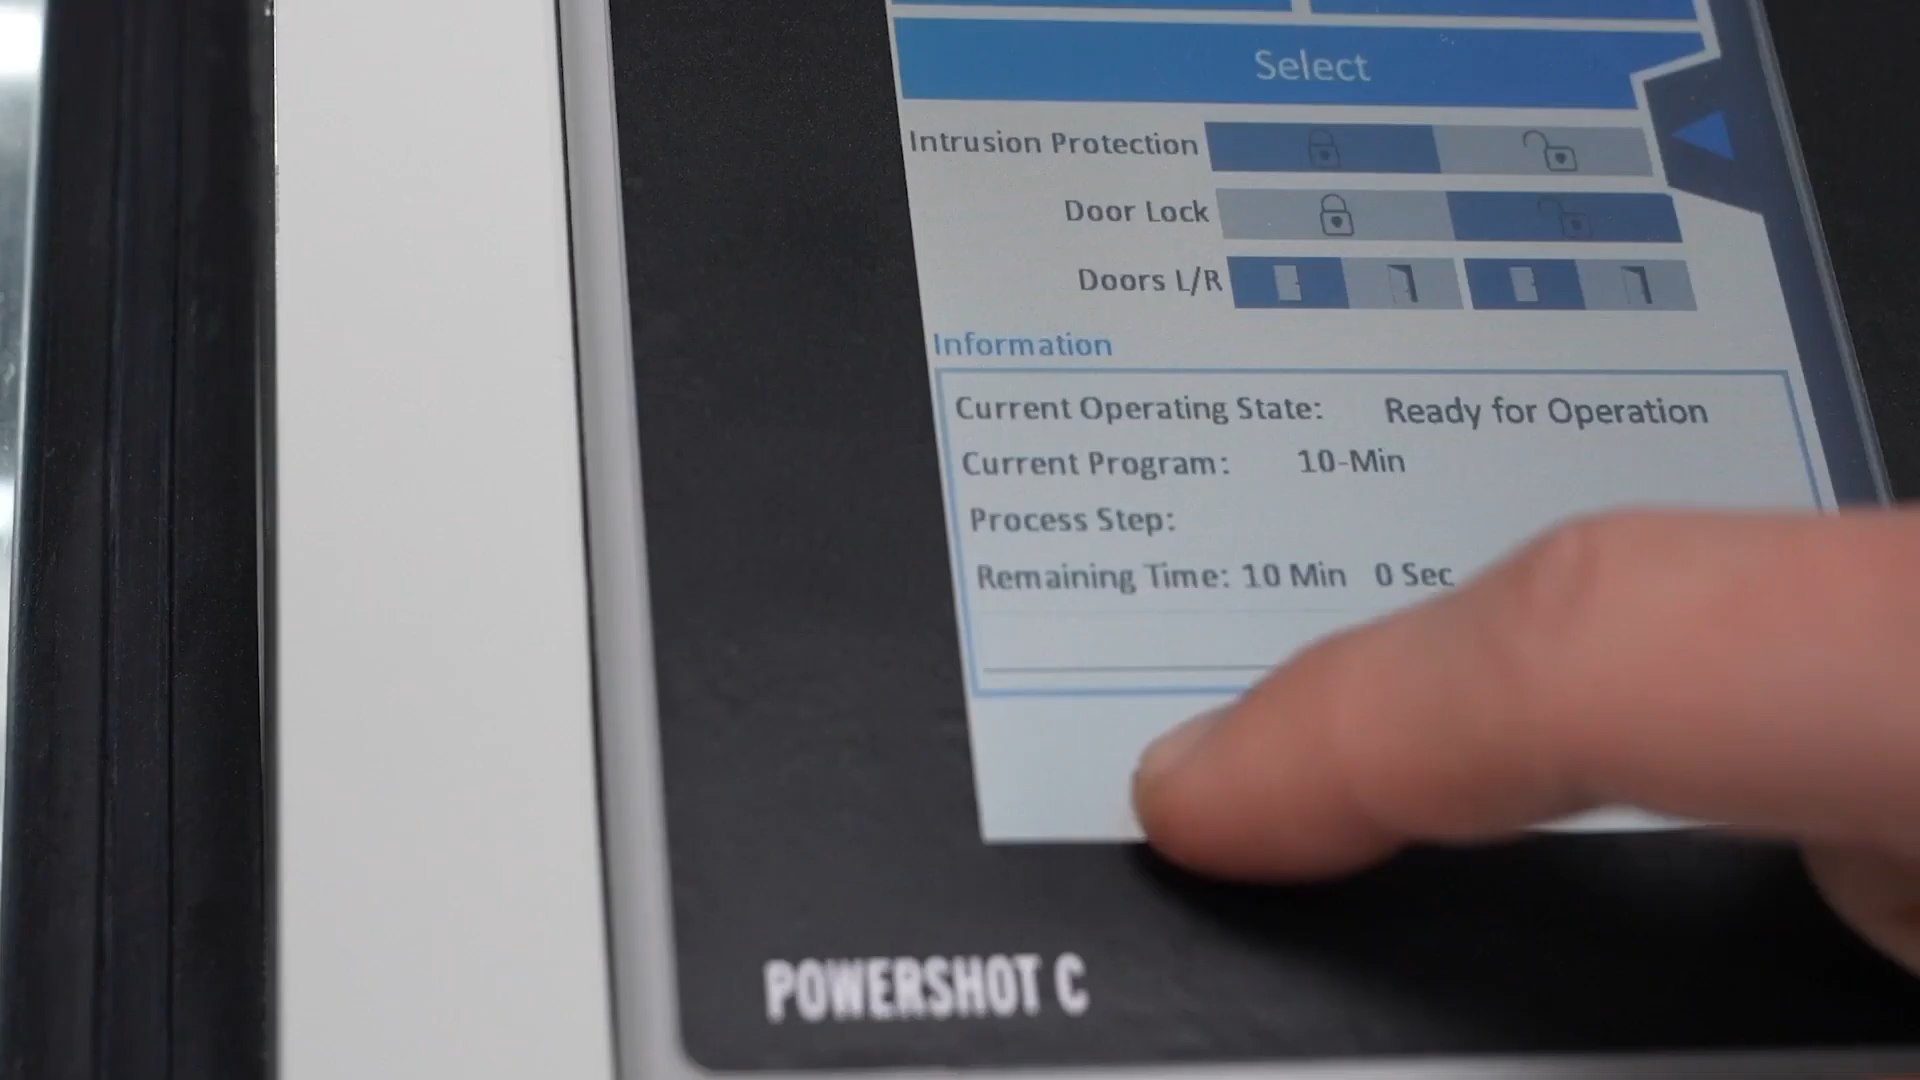 Select
Intrusion Protection
Door Lock
Doors L/R
Information
Current Operating State: Ready for Operation
Current Program: 10-Min
Process Step:
Remaining Time: 10 Min 0 Sec
POWERSHOT C